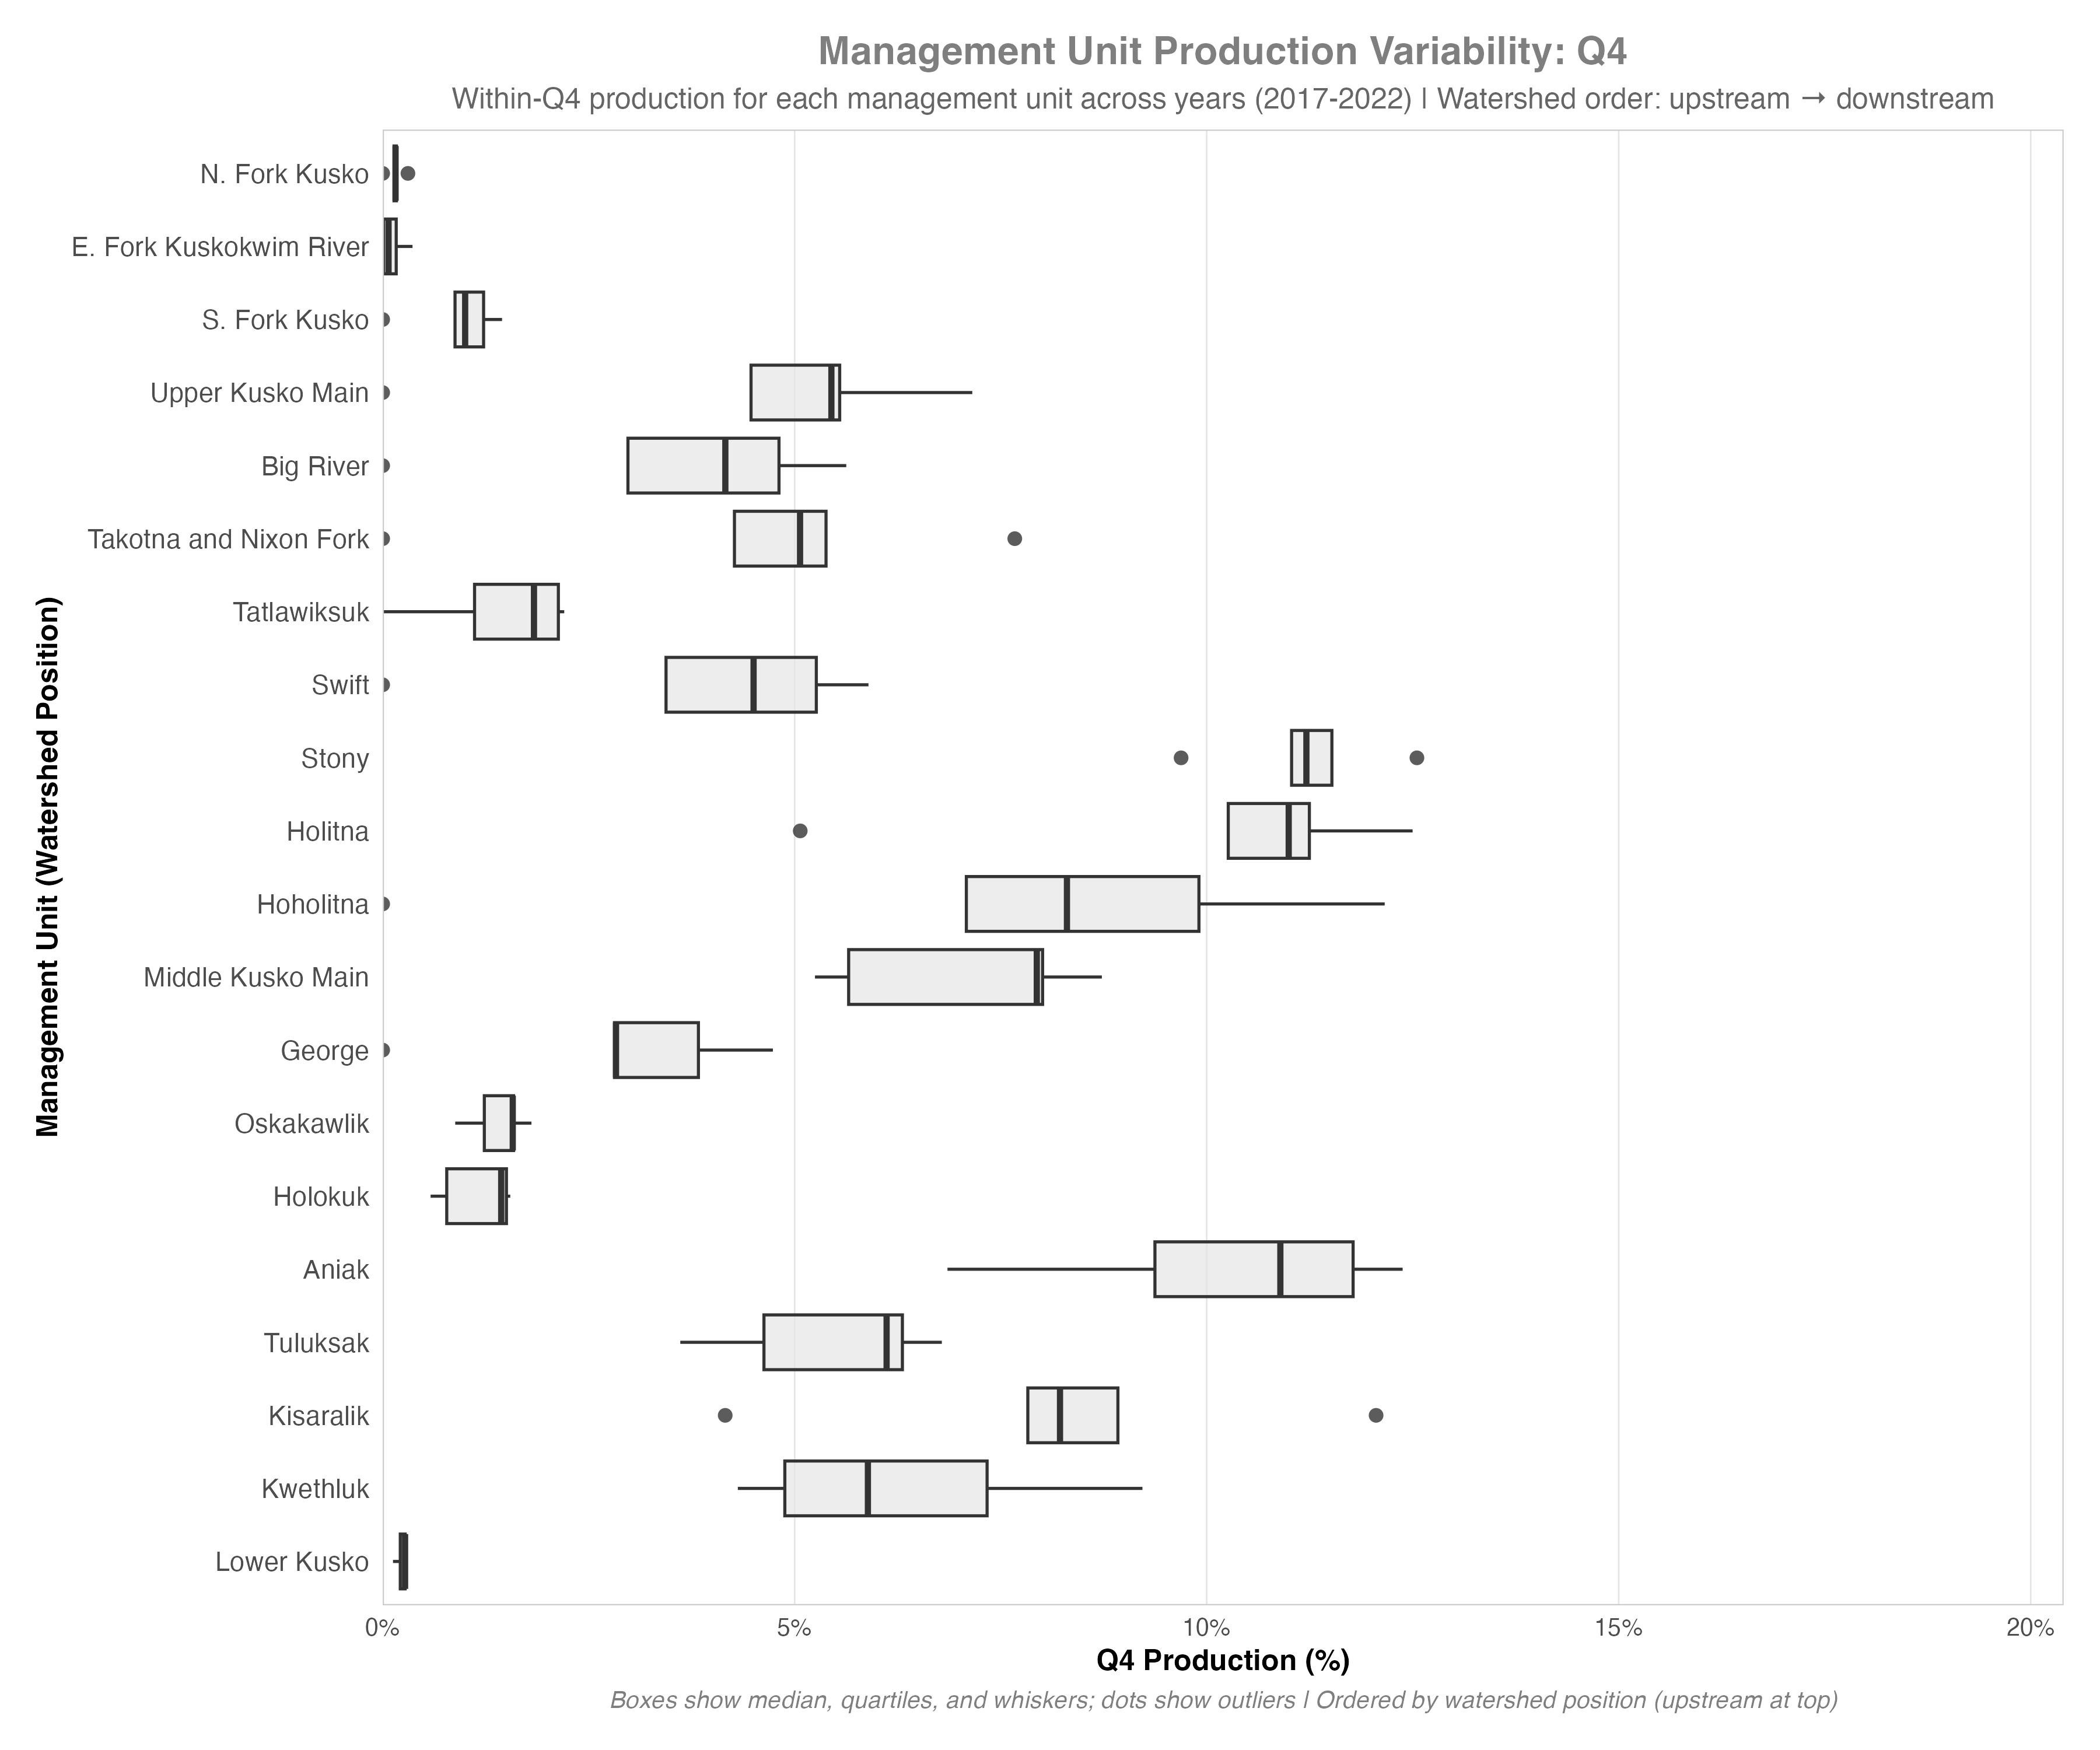 Management Unit Production Variability: Q4
Within-Q4 production for each management unit across years (2017-2022) | Watershed order: upstream → downstream
Management Unit (Watershed Position)
N. Fork Kusko
E. Fork Kuskokwim River
S. Fork Kusko
Upper Kusko Main
Big River
Takotna and Nixon Fork
Tatlawiksuk
Swift
Stony
Holitna
Hoholitna
Middle Kusko Main
George
Oskakawlik
Holokuk
Aniak
Tuluksak
Kisaralik
Kwethluk
Lower Kusko
0% 5% 10% 15% 20%
Q4 Production (%)
Boxes show median, quartiles, and whiskers; dots show outliers | Ordered by watershed position (upstream at top)